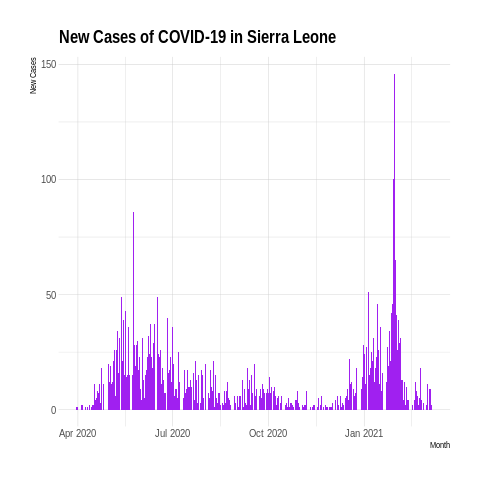 New Cases of COVID-19 in Sierra Leone
New Cases
150
100
50
0
Apr 2020 Jul 2020 Oct 2020 Jan 2021
Month